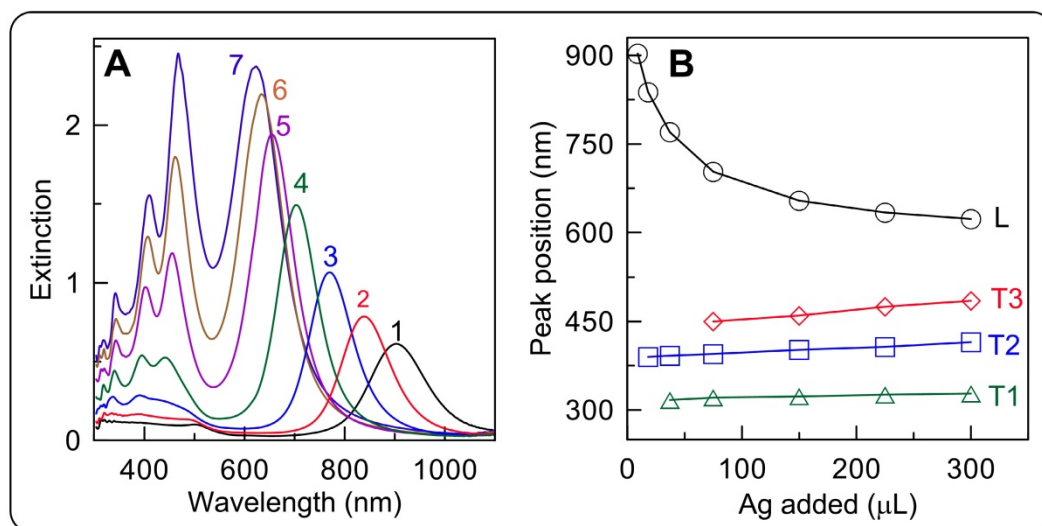 A
7
6
5
4
3
2
1
2
1
0
Extinction
400 600 800 1000
Wavelength (nm)
B
900
750
600
450
300
Peak position (nm)
L
T3
T2
T1
0 100 200 300
Ag added (μL)